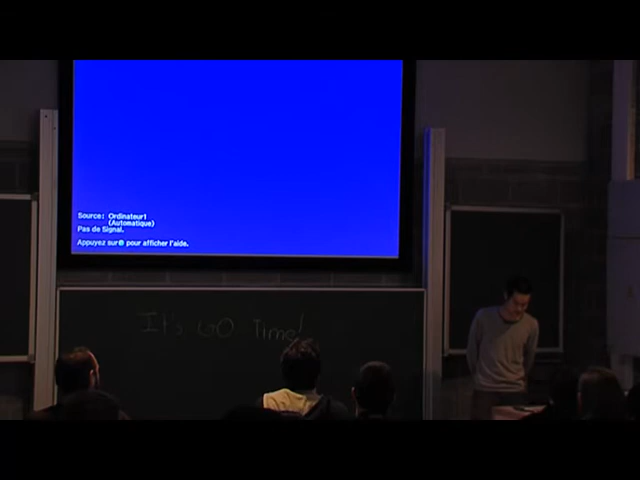 Source: Ordinateur1
(Automatique)
Pas de Signal.
Appuyez sur pour afficher l'aide.
It's GO Time!